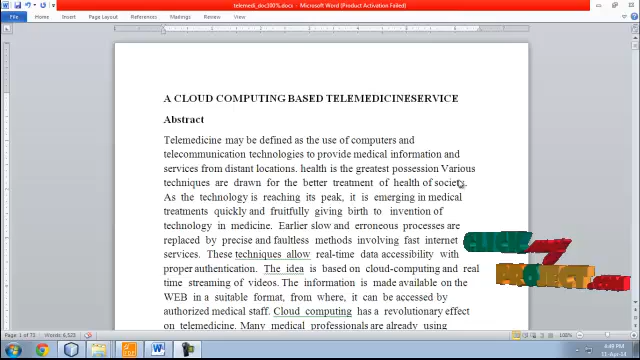 telemedi_doc100%.docx - Microsoft Word (Product Activation Failed)
File Home Insert Page Layout References Mailings Review View
A CLOUD COMPUTING BASED TELEMEDICINESERVICE
Abstract
Telemedicine may be defined as the use of computers and
telecommunication technologies to provide medical information and
services from distant locations. health is the greatest possession Various
techniques are drawn for the better treatment of health of society.
As the technology is reaching its peak, it is emerging in medical
treatments quickly and fruitfully giving birth to invention of
technology in medicine. Earlier slow and erroneous processes are
replaced by precise and faultless methods involving fast internet
services. These techniques allow real-time data accessibility with
proper authentication. The idea is based on cloud-computing and real
time streaming of videos. The information is made available on the
WEB in a suitable format, from where, it can be accessed by
authorized medical staff. Cloud computing has a revolutionary effect
on telemedicine. Many medical professionals are already using
CLICK
PROJECT.COM
Page: 1 of 73 Words: 6,523 100%
4:48 PM